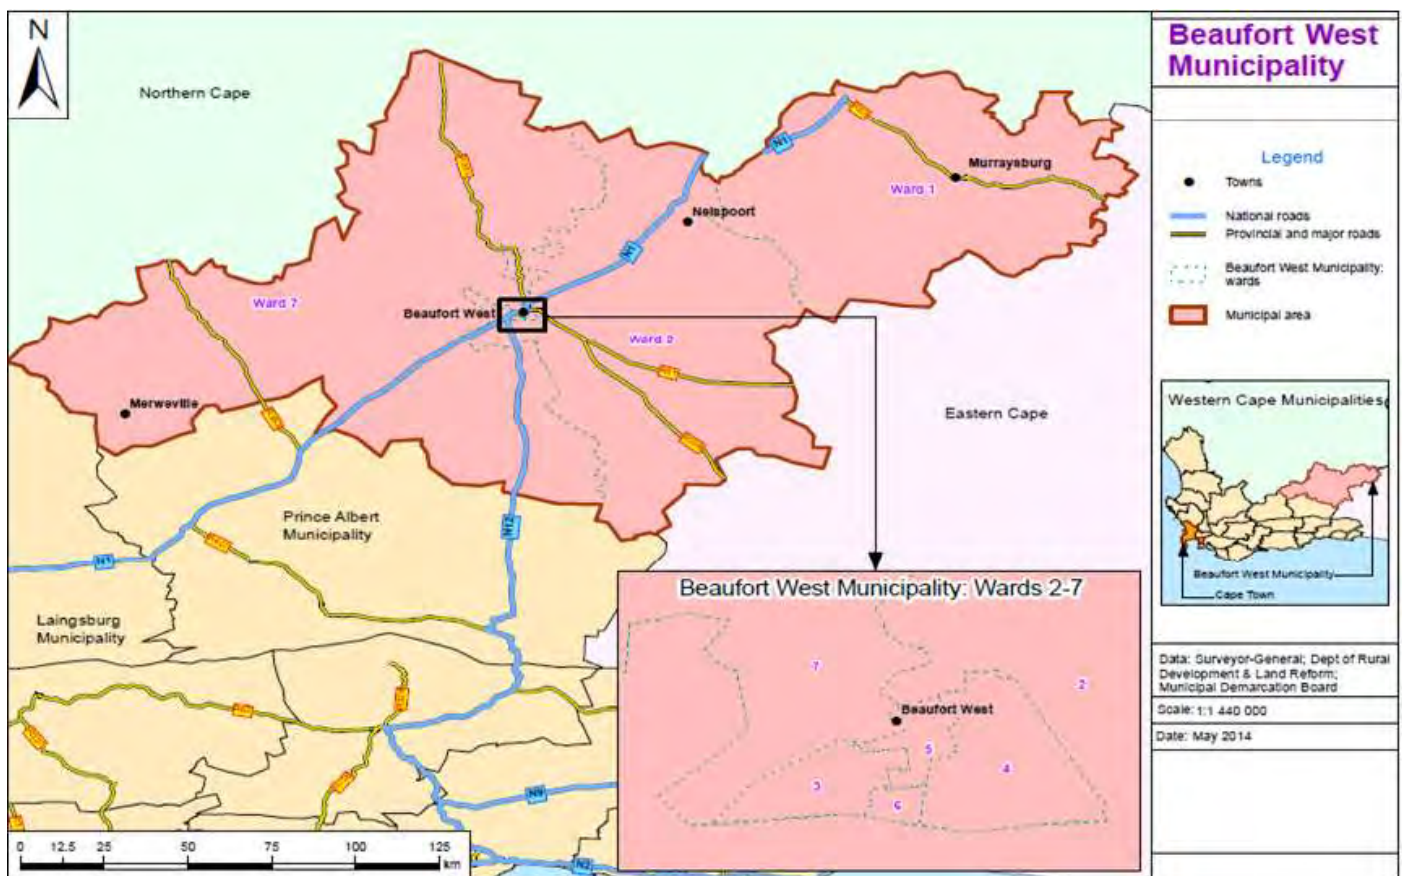 N
Northern Cape
N1
Murraysburg
Ward 1
Nelspoort
N1
Ward 7
Beaufort West
Ward 2
Merweville
Eastern Cape
Prince Albert
Municipality
N12
N1
Laingsburg
Municipality
N9
N2
0 12.5 25 50 75 100 125
km
Beaufort West Municipality: Wards 2-7
7
2
Beaufort West
5
4
3
6
Beaufort West
Municipality
Legend
Towns
National roads
Provincial and major roads
Beaufort West Municipality:
wards
Municipal area
Western Cape Municipalities
Beaufort West Municipality
Cape Town
Data: Surveyor-General; Dept of Rural
Development & Land Reform;
Municipal Demarcation Board
Scale: 1:1 440 000
Date: May 2014